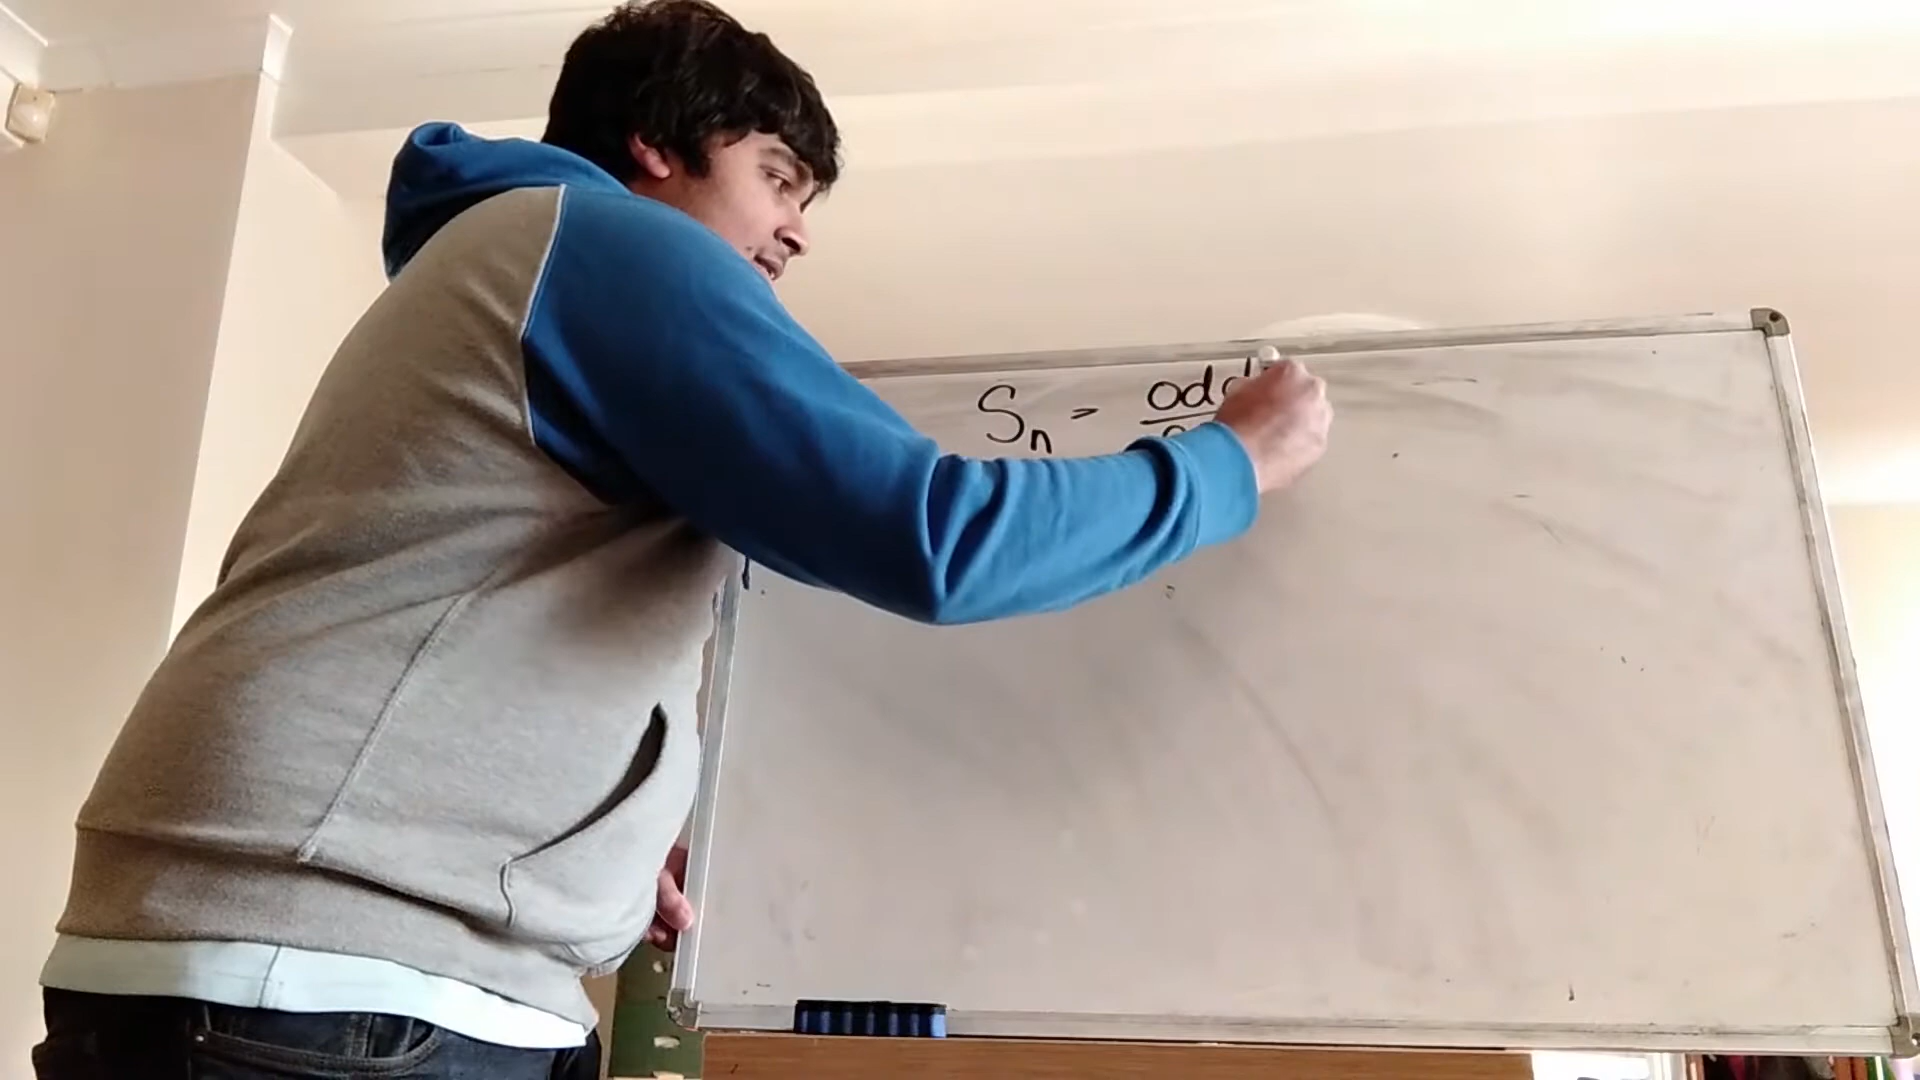 Sn = odd